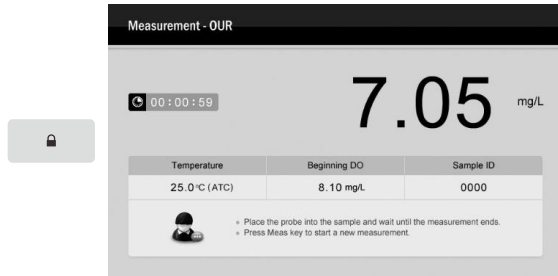 Measurement - OUR
00:00:59
7.05 mg/L
Temperature Beginning DO Sample ID
25.0 °C (ATC) 8.10 mg/L 0000
Place the probe into the sample and wait until the measurement ends.
Press Meas key to start a new measurement.